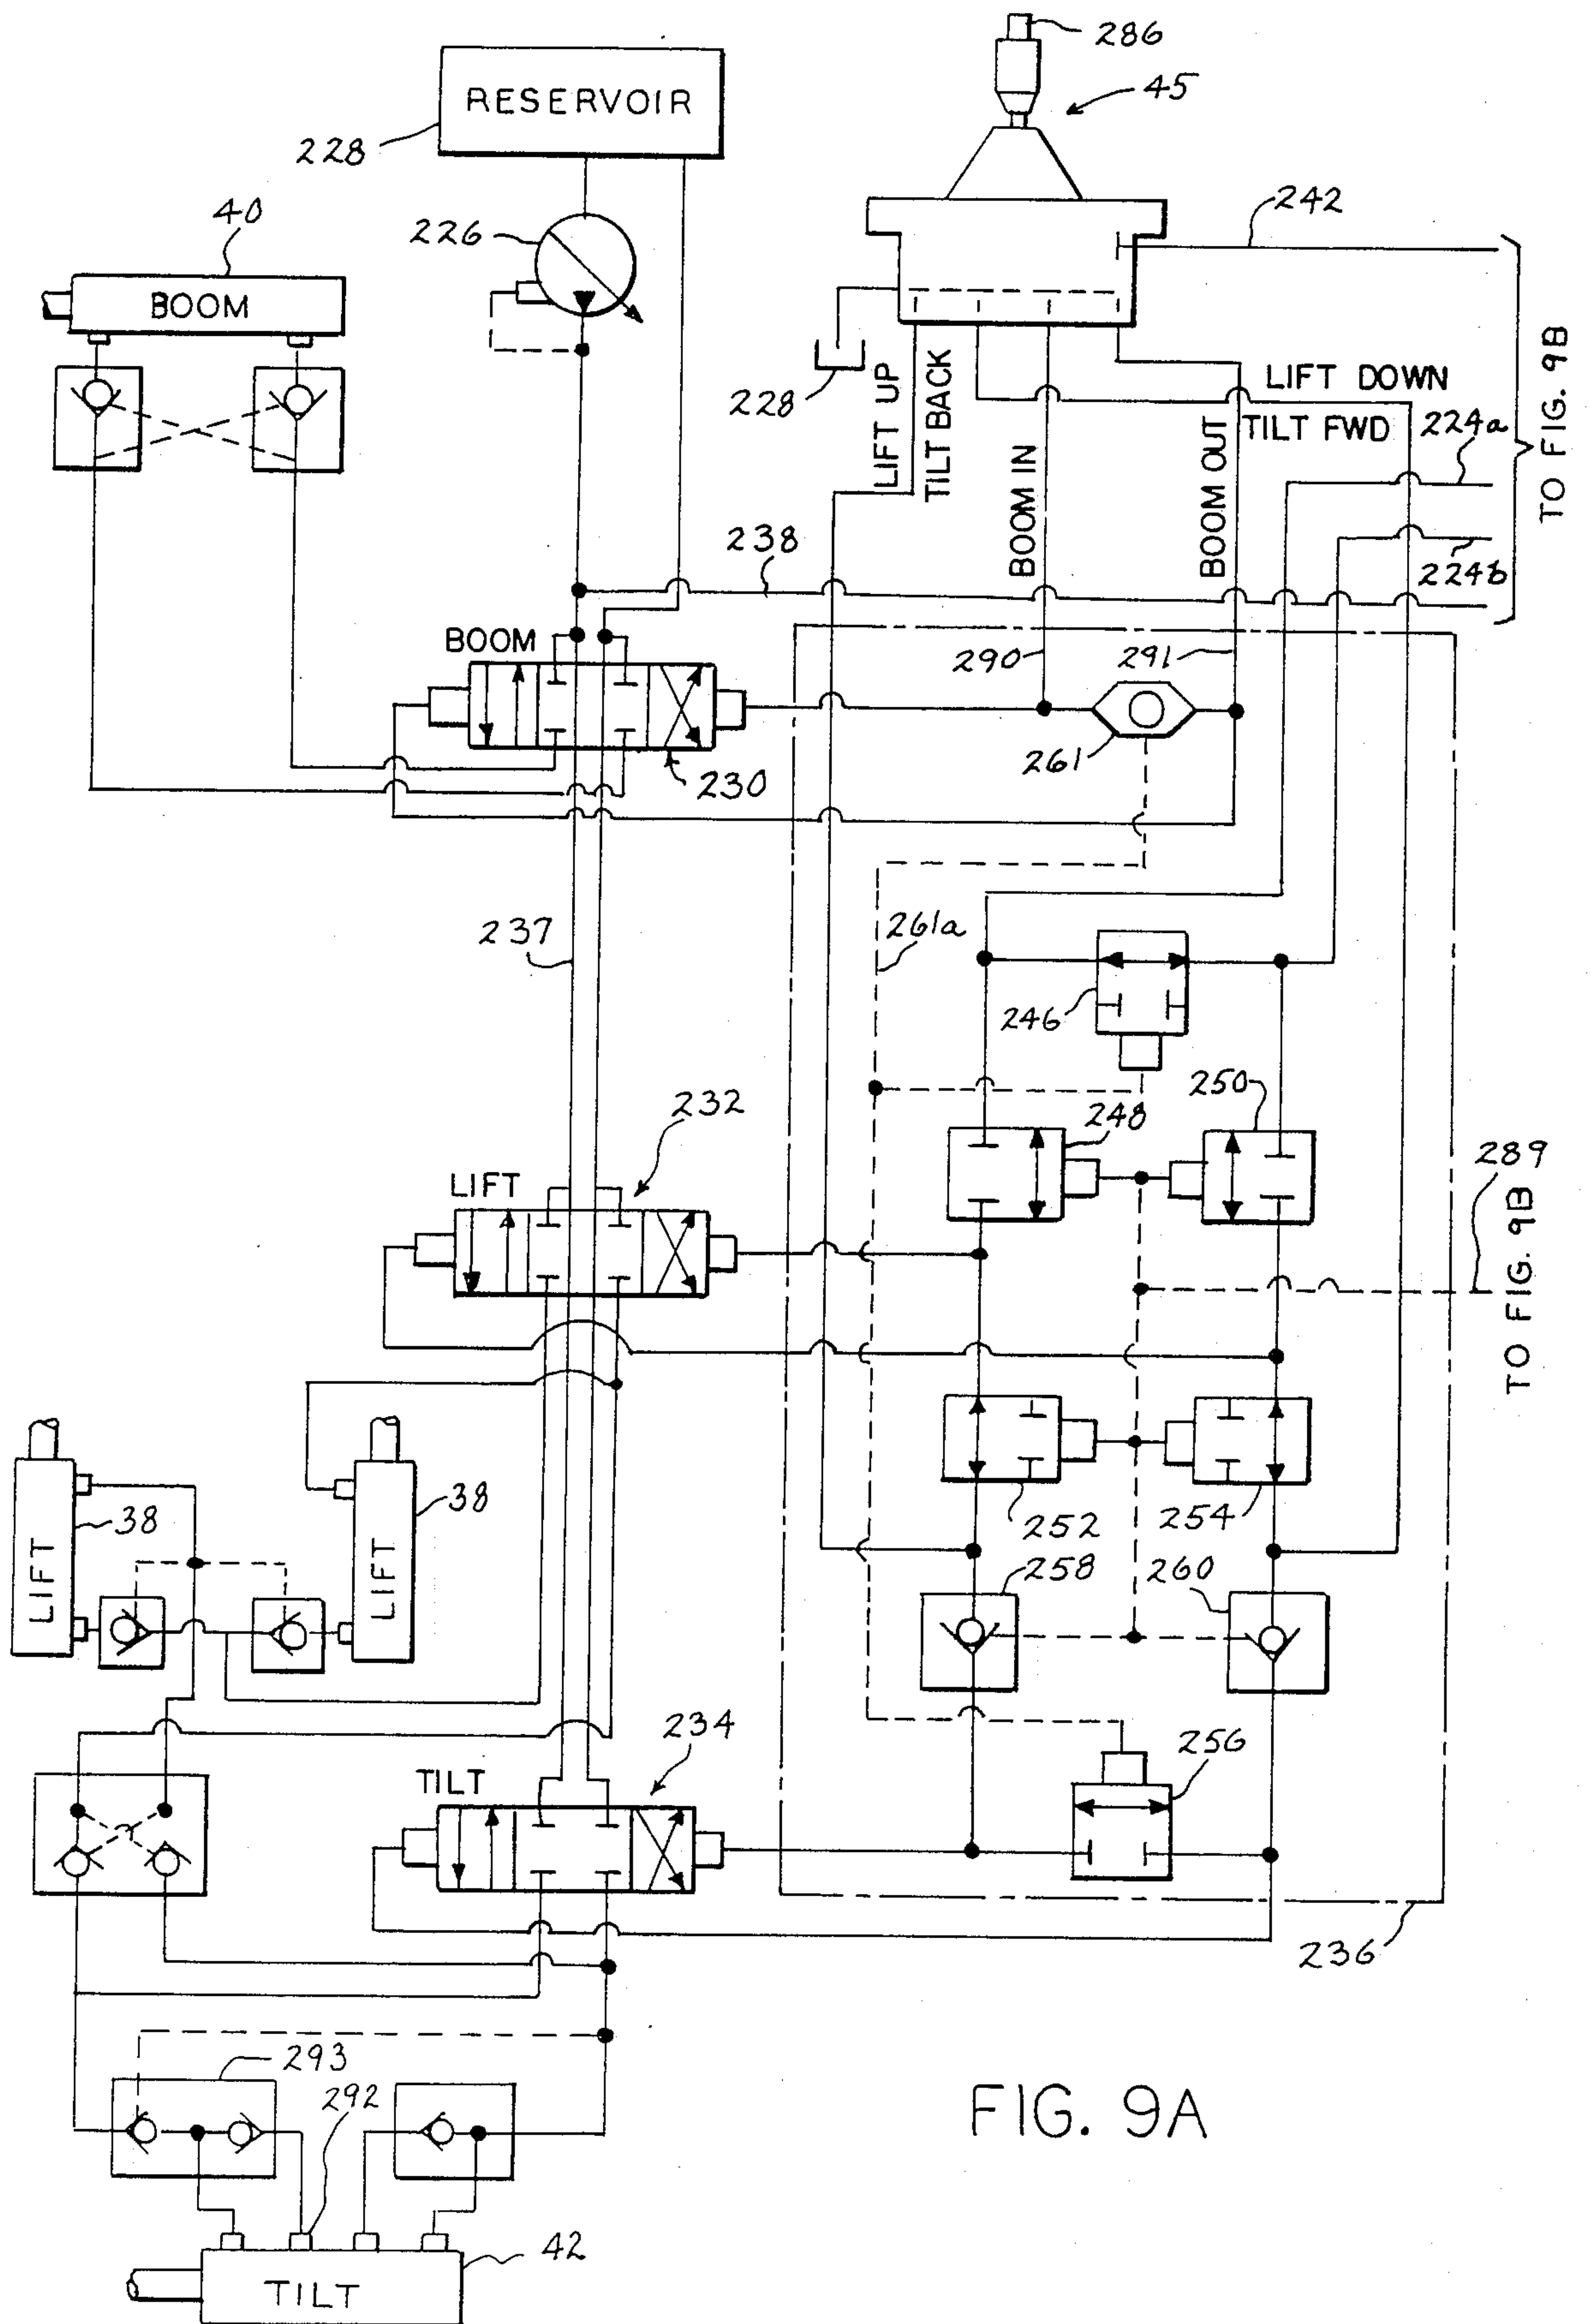 286
RESERVOIR
45
228
40
226
242
BOOM
228
LIFT UP
TILT BACK
BOOM IN
BOOM OUT
LIFT DOWN
TILT FWD
224a
224b
TO FIG. 9B
238
BOOM
290
291
261
230
237
261a
246
232
248
250
LIFT
289
TO FIG. 9B
38
LIFT
38
LIFT
252
254
258
260
234
256
TILT
236
293
292
FIG. 9A
42
TILT